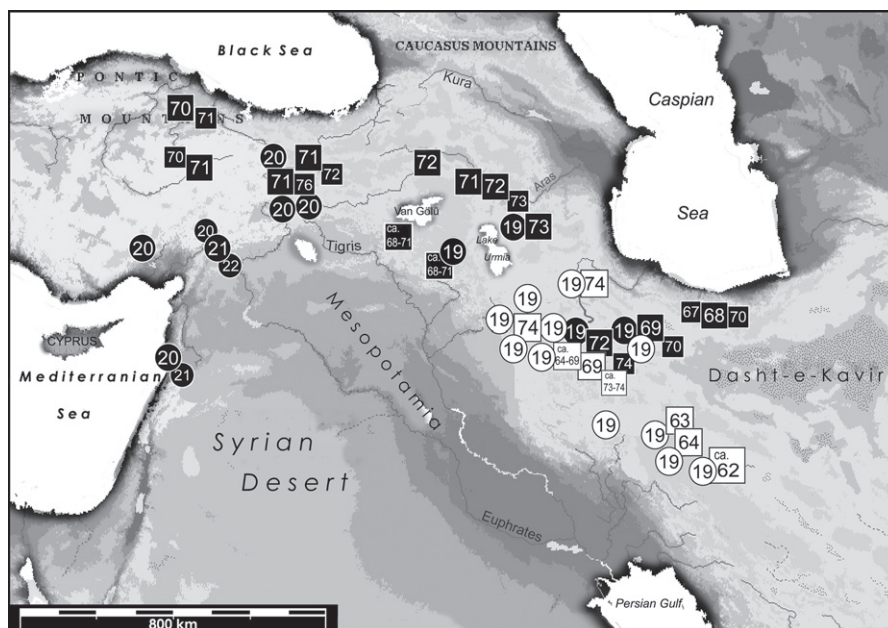 Black Sea
CAUCASUS MOUNTAINS
PONTIC
MOUNTAINS
Kura
Caspian
Sea
70
71
70
71
20
71
71
76
72
20
20
72
71
72
73
Aras
Van Gölü
19
73
ca.
68-71
19
ca.
68-71
Lake
Urmia
20
20
21
22
Tigris
19
74
19
19
74
19
19
72
19
69
67
68
70
19
19
ca.
64-69
69
74
19
70
ca.
73-74
CYPRUS
Mediterranean
Sea
20
21
Mesopotamia
Dasht-e-Kavir
Syrian
Desert
19
19
63
64
19
19
ca.
62
Euphrates
Persian Gulf
800 km